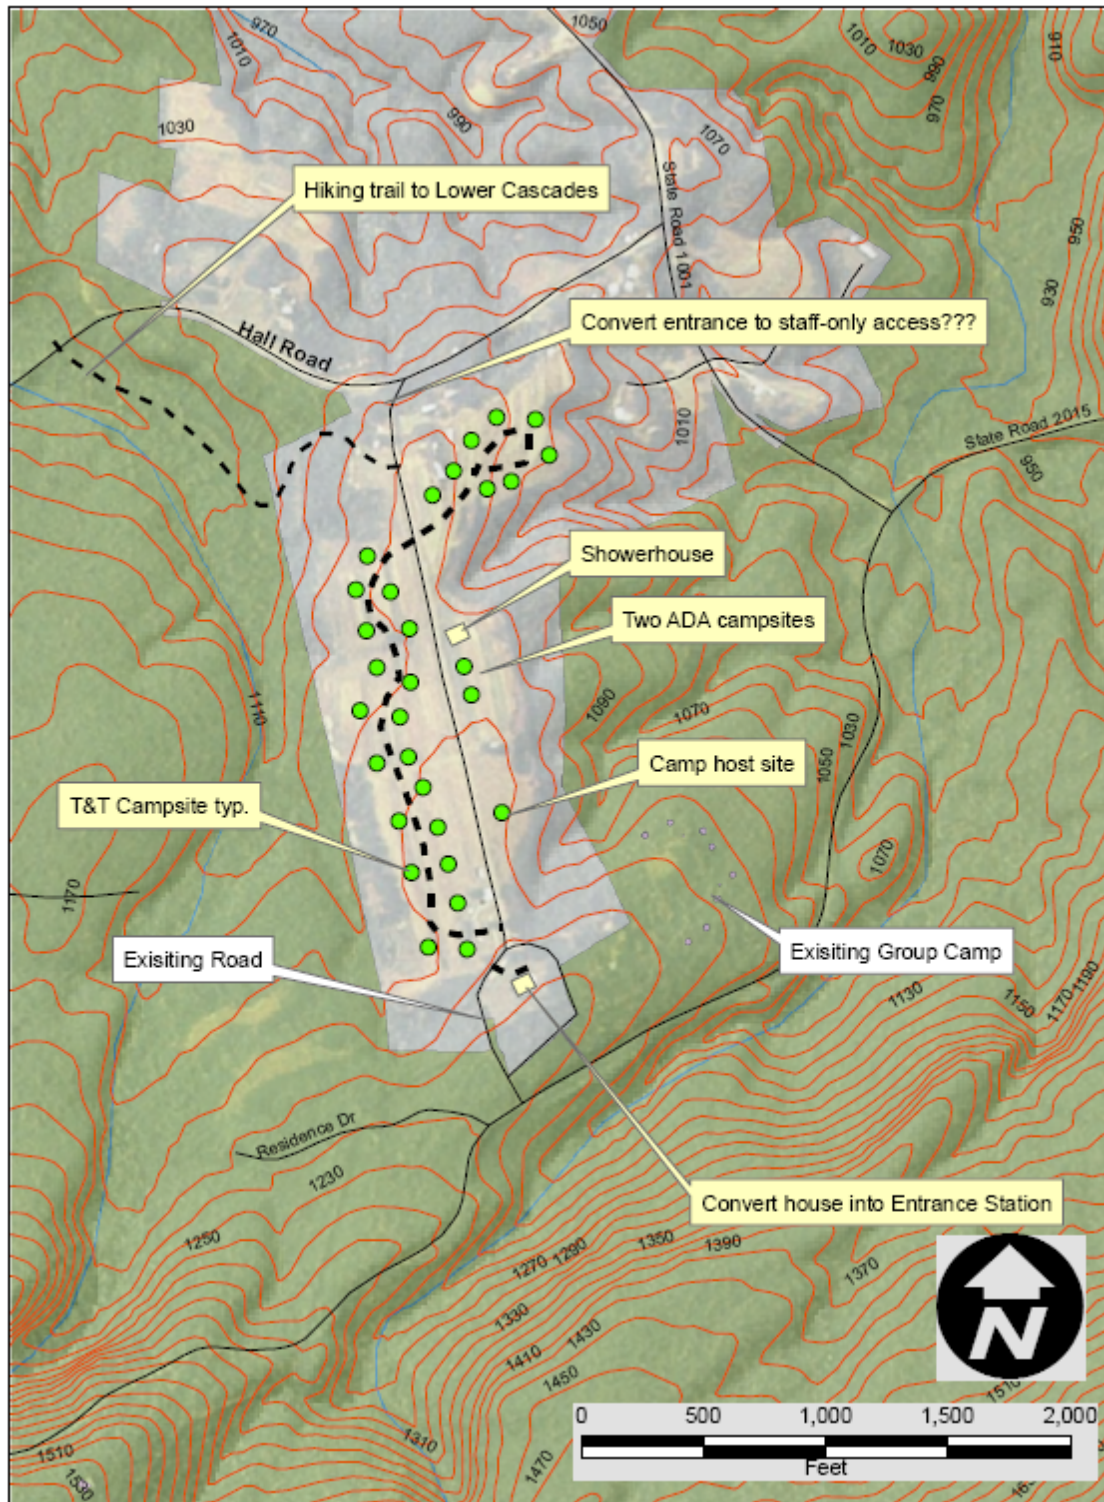 1050
1010
970
1010
1030
990
970
910
1030
990
1070
Hiking trail to Lower Cascades
State Road 1001
950
930
Convert entrance to staff-only access???
Hall Road
1010
State Road 2015
950
Showerhouse
Two ADA campsites
1110
1090
1070
1030
1050
Camp host site
T&T Campsite typ.
1070
1170
Exisiting Road
Exisiting Group Camp
1130
1150
1170
1190
Residence Dr
1230
Convert house into Entrance Station
1250
1270
1290
1350
1390
1370
1330
1430
1410
1450
N
1510
1310
1510
1470
1530
0 500 1,000 1,500 2,000
Feet